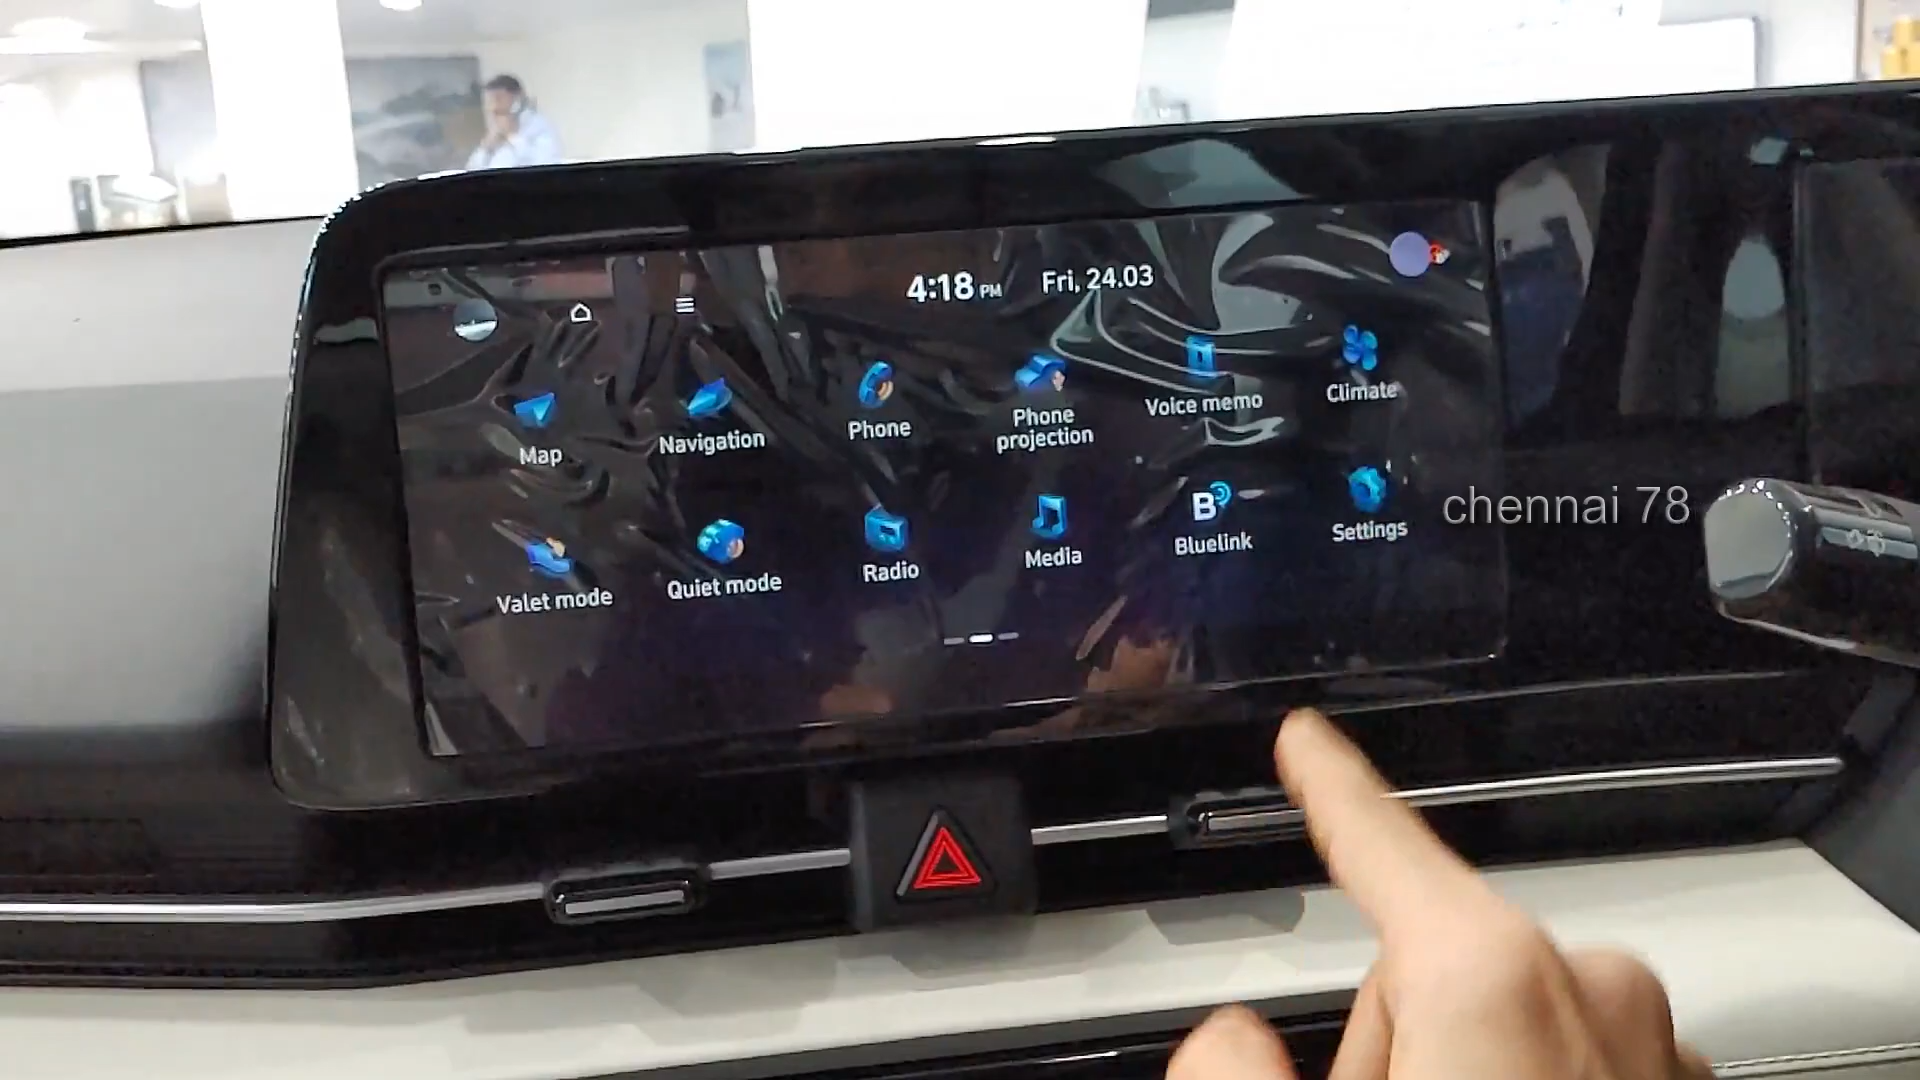 4:18 PM Fri, 24.03
Map
Navigation
Phone
Phone
projection
Voice memo
Climate
Valet mode
Quiet mode
Radio
Media
B
Bluelink
Settings
chennai 78